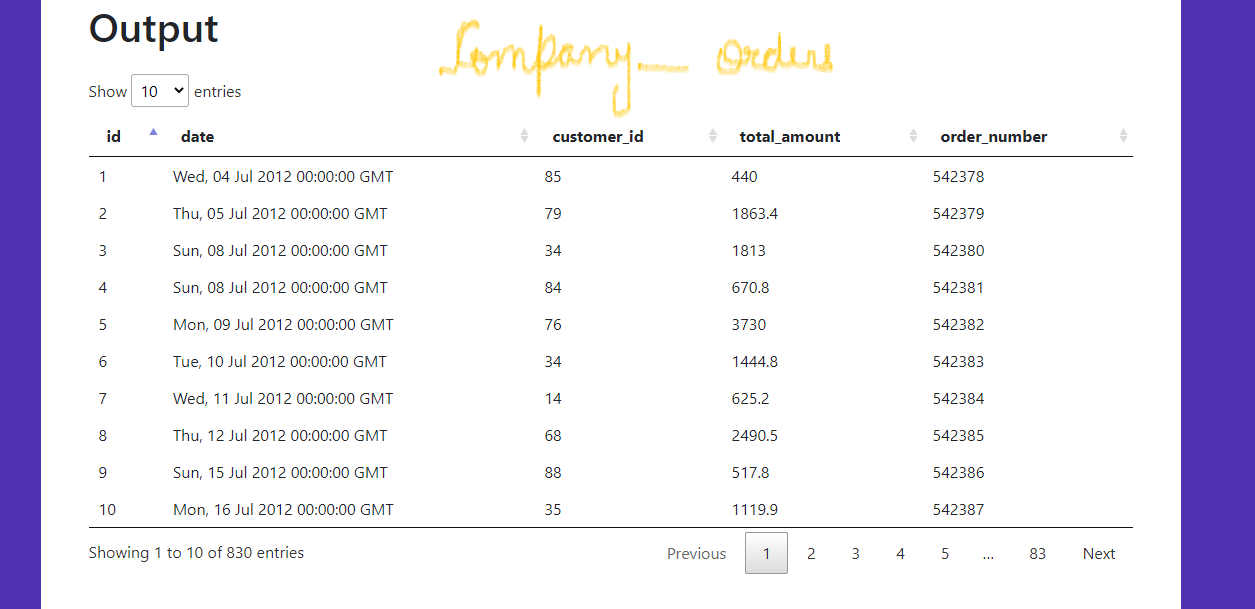 Output
Company_ orders
Show 10 entries
id date customer_id total_amount order_number
1 Wed, 04 Jul 2012 00:00:00 GMT 85 440 542378
2 Thu, 05 Jul 2012 00:00:00 GMT 79 1863.4 542379
3 Sun, 08 Jul 2012 00:00:00 GMT 34 1813 542380
4 Sun, 08 Jul 2012 00:00:00 GMT 84 670.8 542381
5 Mon, 09 Jul 2012 00:00:00 GMT 76 3730 542382
6 Tue, 10 Jul 2012 00:00:00 GMT 34 1444.8 542383
7 Wed, 11 Jul 2012 00:00:00 GMT 14 625.2 542384
8 Thu, 12 Jul 2012 00:00:00 GMT 68 2490.5 542385
9 Sun, 15 Jul 2012 00:00:00 GMT 88 517.8 542386
10 Mon, 16 Jul 2012 00:00:00 GMT 35 1119.9 542387
Showing 1 to 10 of 830 entries Previous 1 2 3 4 5 … 83 Next